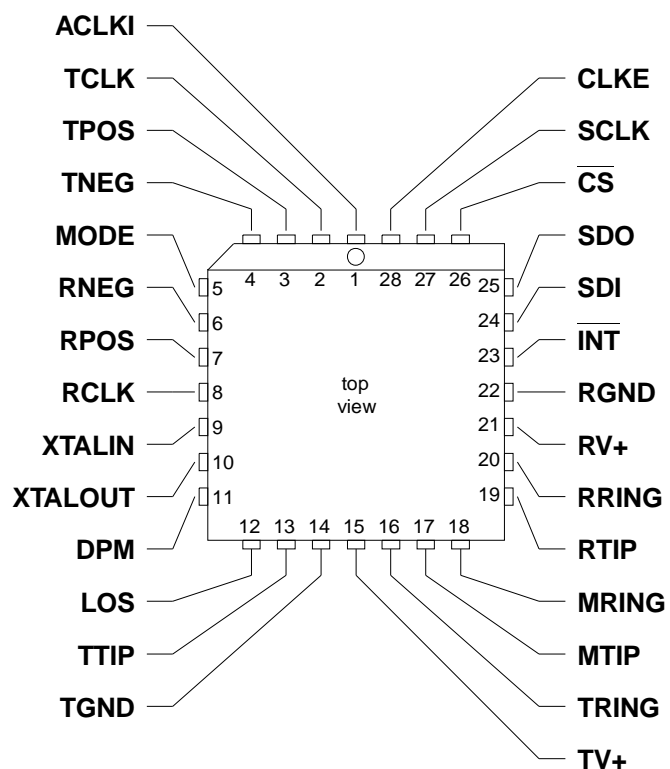 ACLKI
TCLK
TPOS
TNEG
MODE
RNEG
RPOS
RCLK
XTALIN
XTALOUT
DPM
LOS
TTIP
TGND
CLKE
SCLK
C̅S̅
SDO
SDI
I̅N̅T̅
RGND
RV+
RRING
RTIP
MRING
MTIP
TRING
TV+
4 3 2 1 28 27 26
5
6
7
8
9
10
11
25
24
23
22
21
20
19
top
view
12 13 14 15 16 17 18